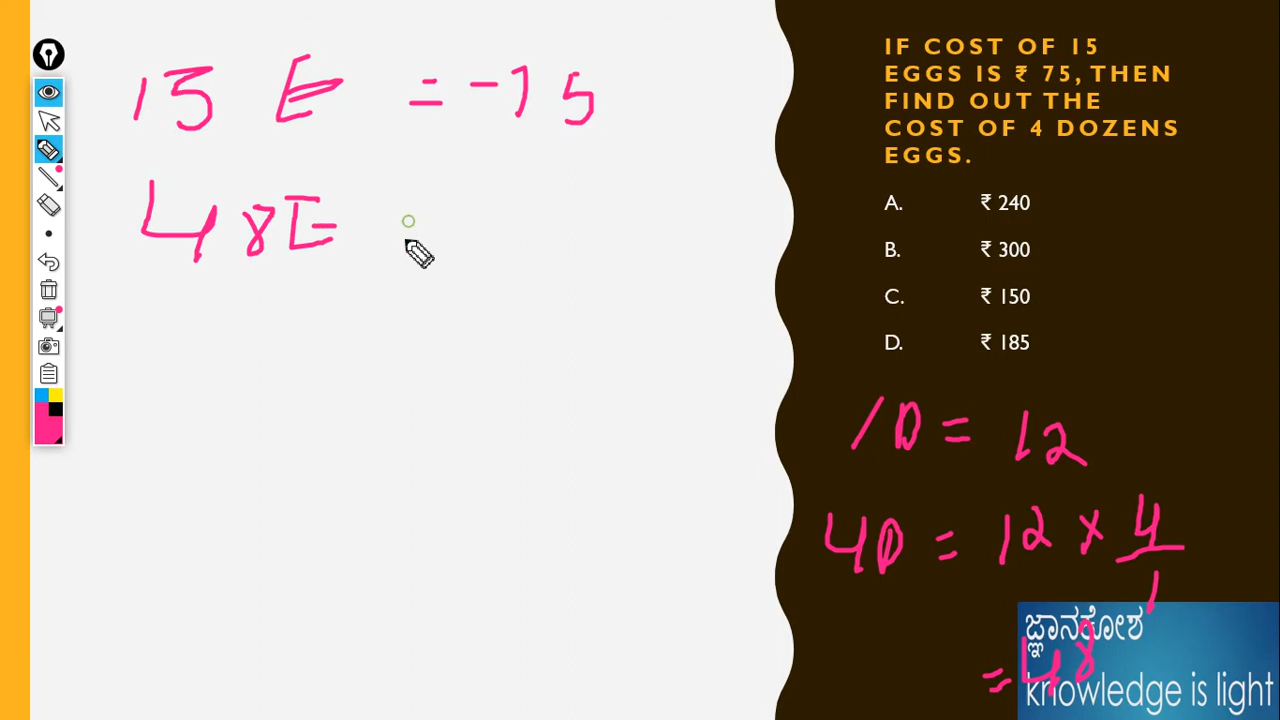 15 E = -75
48E
IF COST OF 15
EGGS IS ₹ 75, THEN
FIND OUT THE
COST OF 4 DOZENS
EGGS.
A. ₹ 240
B. ₹ 300
C. ₹ 150
D. ₹ 185
1D = 12
4D = 12 × 4/1
= 48
ಜ್ಞಾನಕೋಶ
knowledge is light